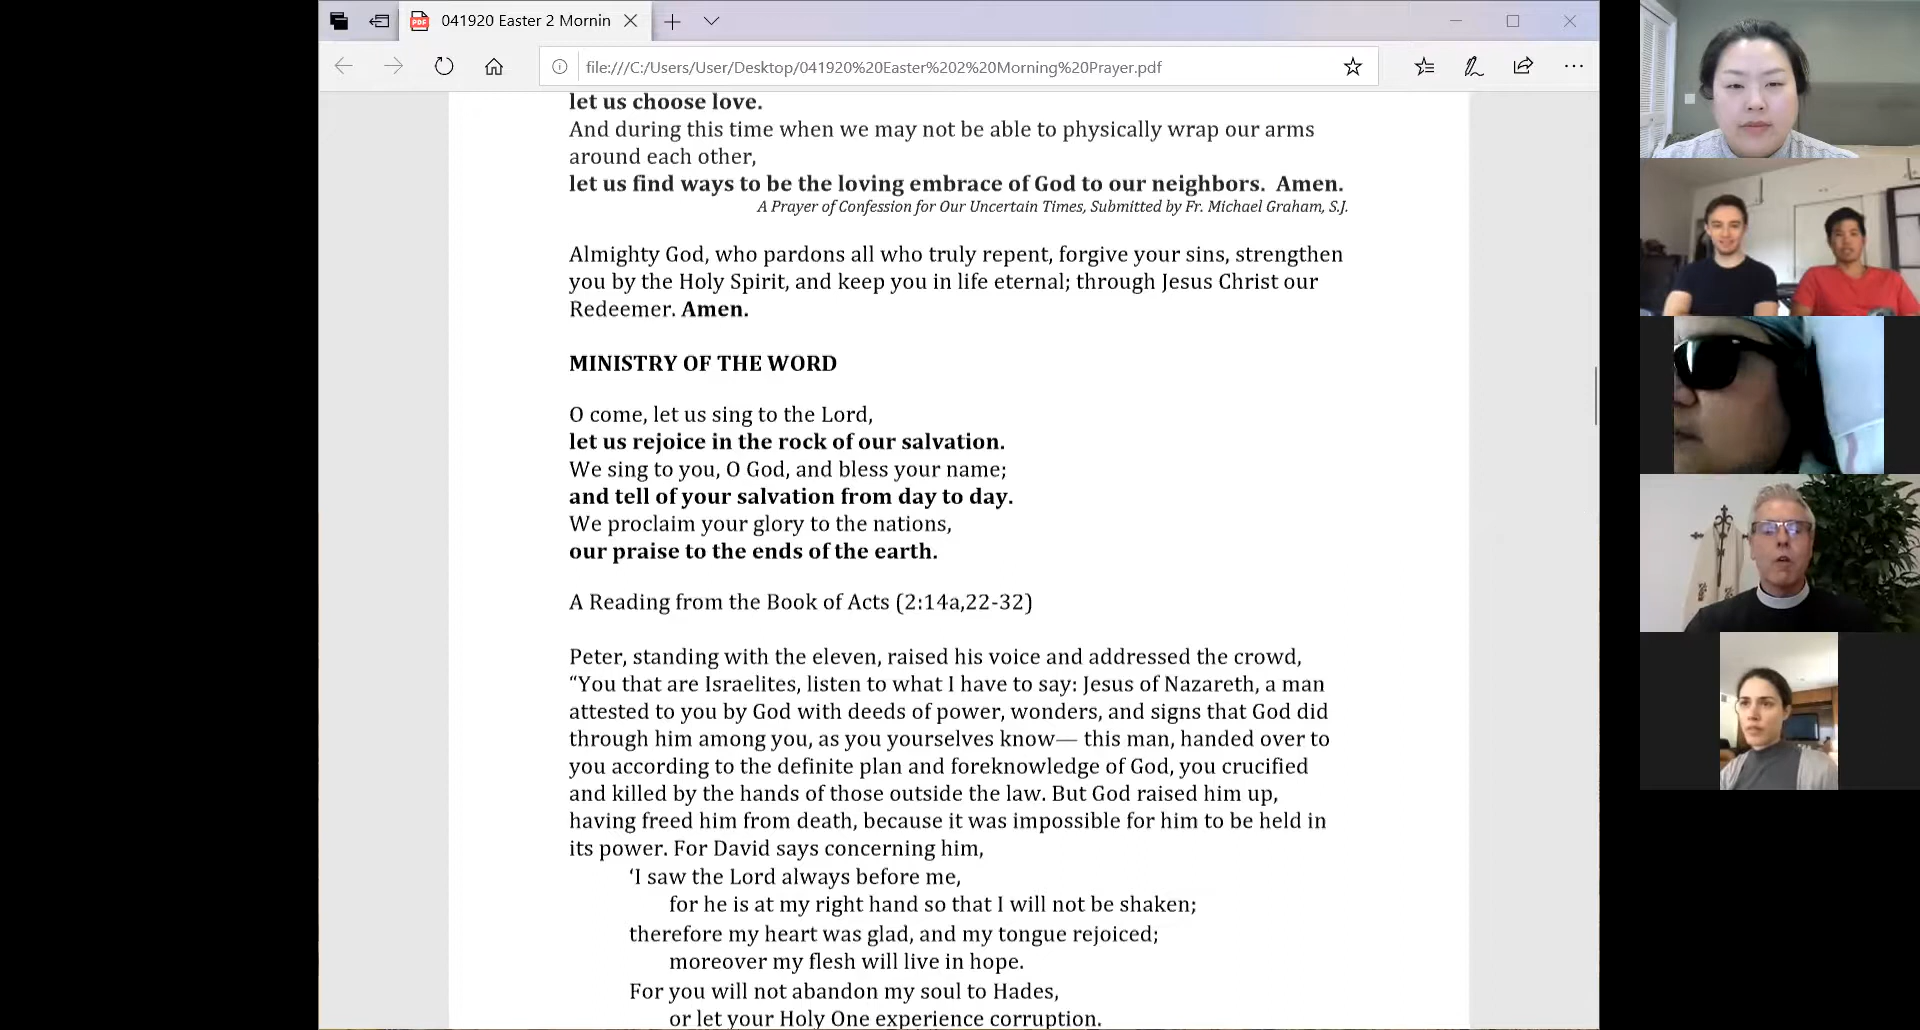 041920 Easter 2 Mornin
file:///C:/Users/User/Desktop/041920%20Easter%202%20Morning%20Prayer.pdf
let us choose love.
And during this time when we may not be able to physically wrap our arms
around each other,
let us find ways to be the loving embrace of God to our neighbors.  Amen.
A Prayer of Confession for Our Uncertain Times, Submitted by Fr. Michael Graham, S.J.
Almighty God, who pardons all who truly repent, forgive your sins, strengthen
you by the Holy Spirit, and keep you in life eternal; through Jesus Christ our
Redeemer. Amen.
MINISTRY OF THE WORD
O come, let us sing to the Lord,
let us rejoice in the rock of our salvation.
We sing to you, O God, and bless your name;
and tell of your salvation from day to day.
We proclaim your glory to the nations,
our praise to the ends of the earth.
A Reading from the Book of Acts (2:14a,22-32)
Peter, standing with the eleven, raised his voice and addressed the crowd,
“You that are Israelites, listen to what I have to say: Jesus of Nazareth, a man
attested to you by God with deeds of power, wonders, and signs that God did
through him among you, as you yourselves know— this man, handed over to
you according to the definite plan and foreknowledge of God, you crucified
and killed by the hands of those outside the law. But God raised him up,
having freed him from death, because it was impossible for him to be held in
its power. For David says concerning him,
‘I saw the Lord always before me,
for he is at my right hand so that I will not be shaken;
therefore my heart was glad, and my tongue rejoiced;
moreover my flesh will live in hope.
For you will not abandon my soul to Hades,
or let your Holy One experience corruption.